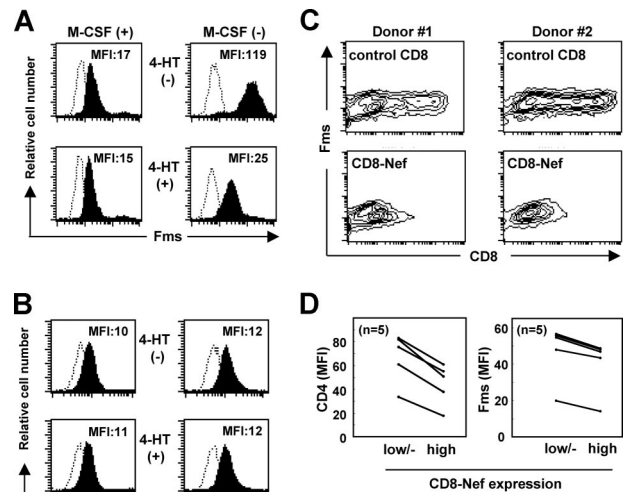 A
M-CSF (+)
M-CSF (-)
Relative cell number
MFI:17
4-HT
(-)
MFI:119
MFI:15
4-HT
(+)
MFI:25
Fms
B
Relative cell number
MFI:10
4-HT
(-)
MFI:12
MFI:11
4-HT
(+)
MFI:12
C
Donor #1
Donor #2
Fms
control CD8
control CD8
CD8-Nef
CD8-Nef
CD8
D
CD4 (MFI)
80
60
40
20
0
(n=5)
low/- high
Fms (MFI)
60
40
20
0
(n=5)
low/- high
CD8-Nef expression